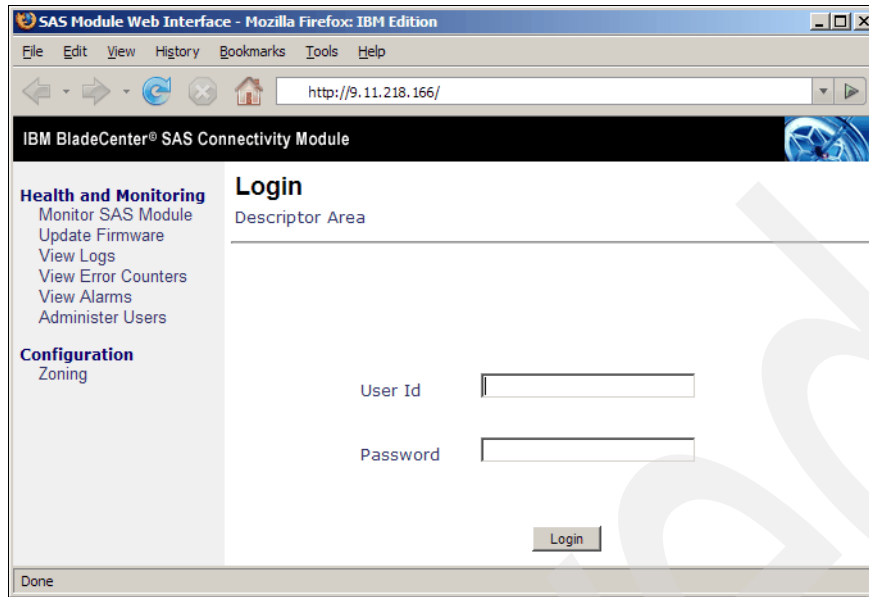 SAS Module Web Interface - Mozilla Firefox: IBM Edition
File Edit View History Bookmarks Tools Help
http://9.11.218.166/
IBM BladeCenter® SAS Connectivity Module
Health and Monitoring
Monitor SAS Module
Update Firmware
View Logs
View Error Counters
View Alarms
Administer Users
Configuration
Zoning
Login
Descriptor Area
User Id
Password
Login
Done